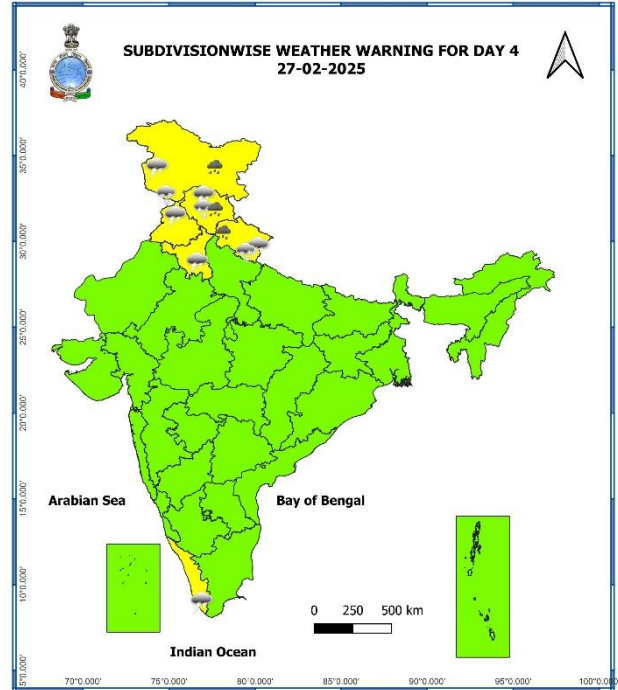 SUBDIVISIONWISE WEATHER WARNING FOR DAY 4
27-02-2025
40°0.000'
35°0.000'
30°0.000'
25°0.000'
20°0.000'
15°0.000'
10°0.000'
5°0.000'
Arabian Sea
Bay of Bengal
0 250 500 km
Indian Ocean
70°0.000' 75°0.000' 80°0.000' 85°0.000' 90°0.000' 95°0.000' 100°0.000'